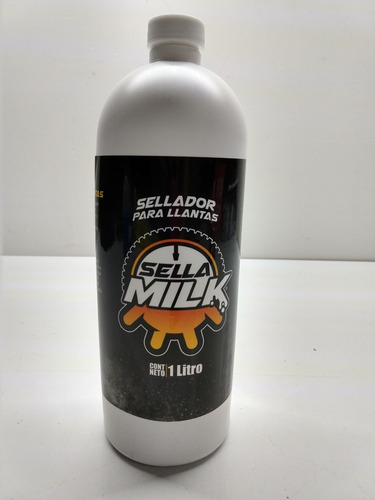 SELLADOR
PARA LLANTAS
SELLA
MILK
CONT NETO 1 Litro